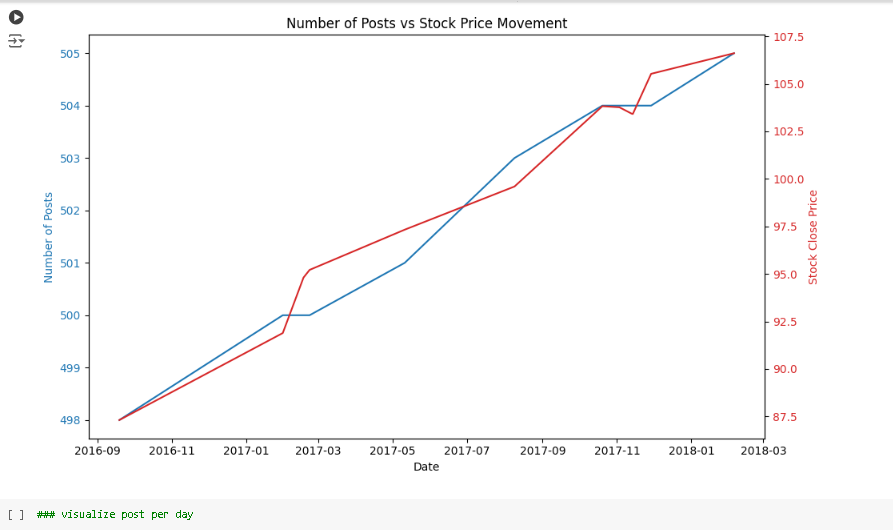 Number of Posts vs Stock Price Movement
505
504
503
502
501
500
499
498
Number of Posts
107.5
105.0
102.5
100.0
97.5
95.0
92.5
90.0
87.5
Stock Close Price
2016-09 2016-11 2017-01 2017-03 2017-05 2017-07 2017-09 2017-11 2018-01 2018-03
Date
[ ] ### visualize post per day